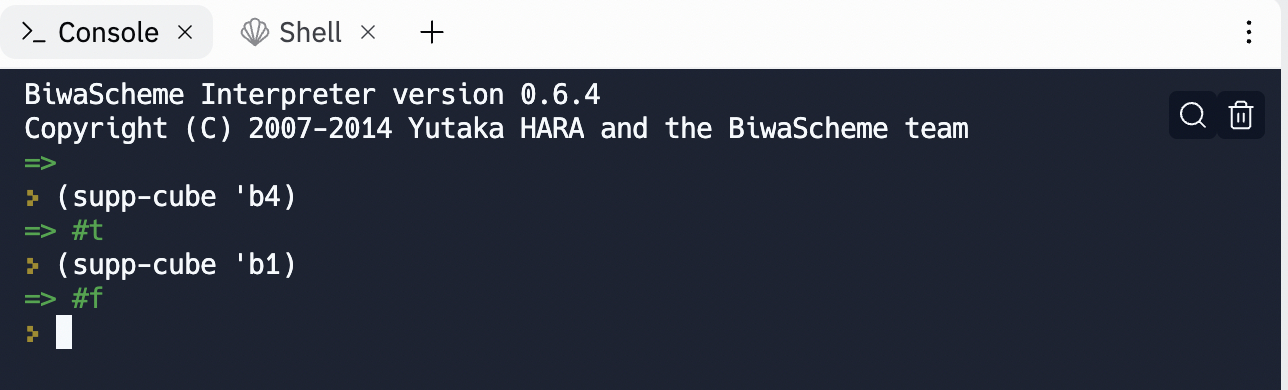 >_ Console × Shell × +
BiwaScheme Interpreter version 0.6.4
Copyright (C) 2007-2014 Yutaka HARA and the BiwaScheme team
=>
> (supp-cube 'b4)
=> #t
> (supp-cube 'b1)
=> #f
>